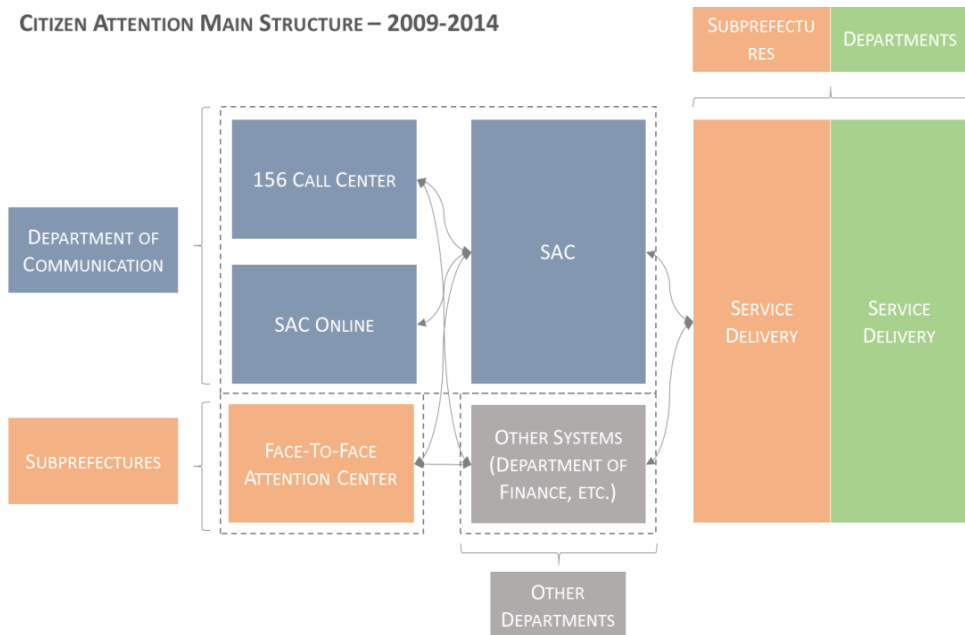 CITIZEN ATTENTION MAIN STRUCTURE – 2009-2014
SUBPREFECTU
RES
DEPARTMENTS
156 CALL CENTER
SAC
DEPARTMENT OF
COMMUNICATION
SAC ONLINE
SERVICE
DELIVERY
SERVICE
DELIVERY
SUBPREFECTURES
FACE-TO-FACE
ATTENTION CENTER
OTHER SYSTEMS
(DEPARTMENT OF
FINANCE, ETC.)
OTHER
DEPARTMENTS